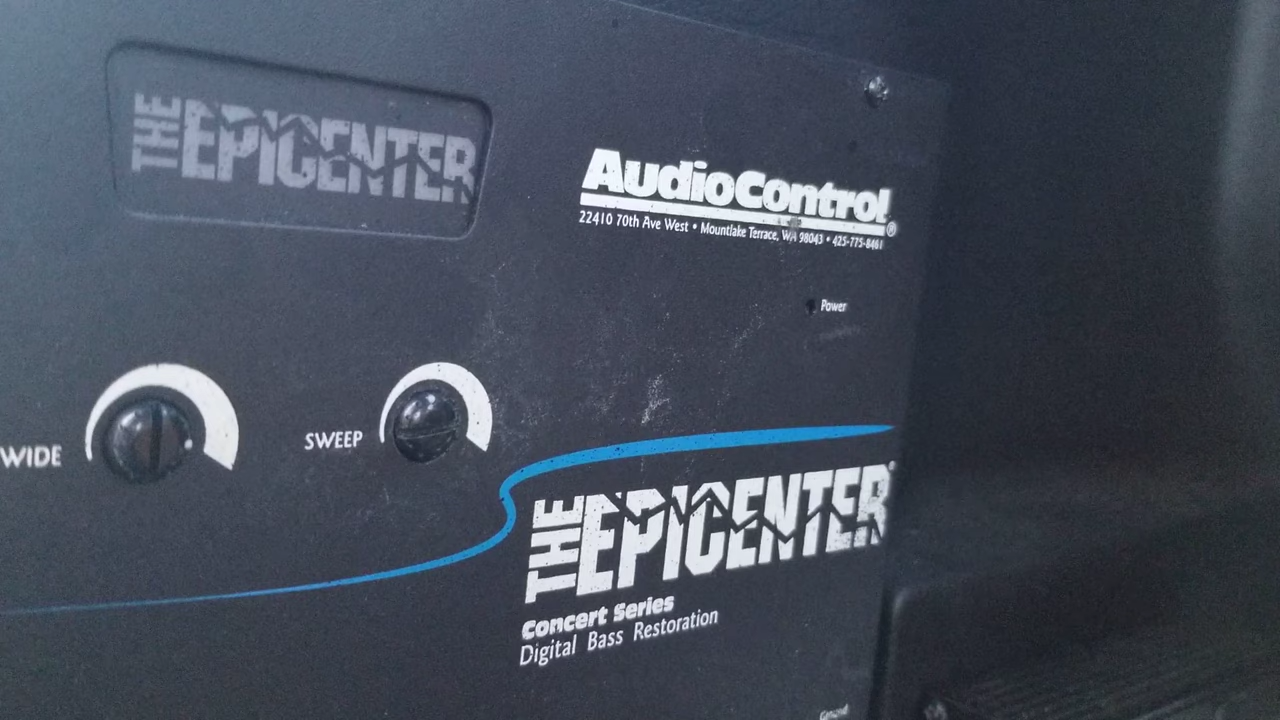 THE EPICENTER
AudioControl®
22410 70th Ave West • Mountlake Terrace, WA 98043 • 425-775-8461
Power
WIDE
SWEEP
THE EPICENTER®
Concert Series
Digital Bass Restoration
Ground